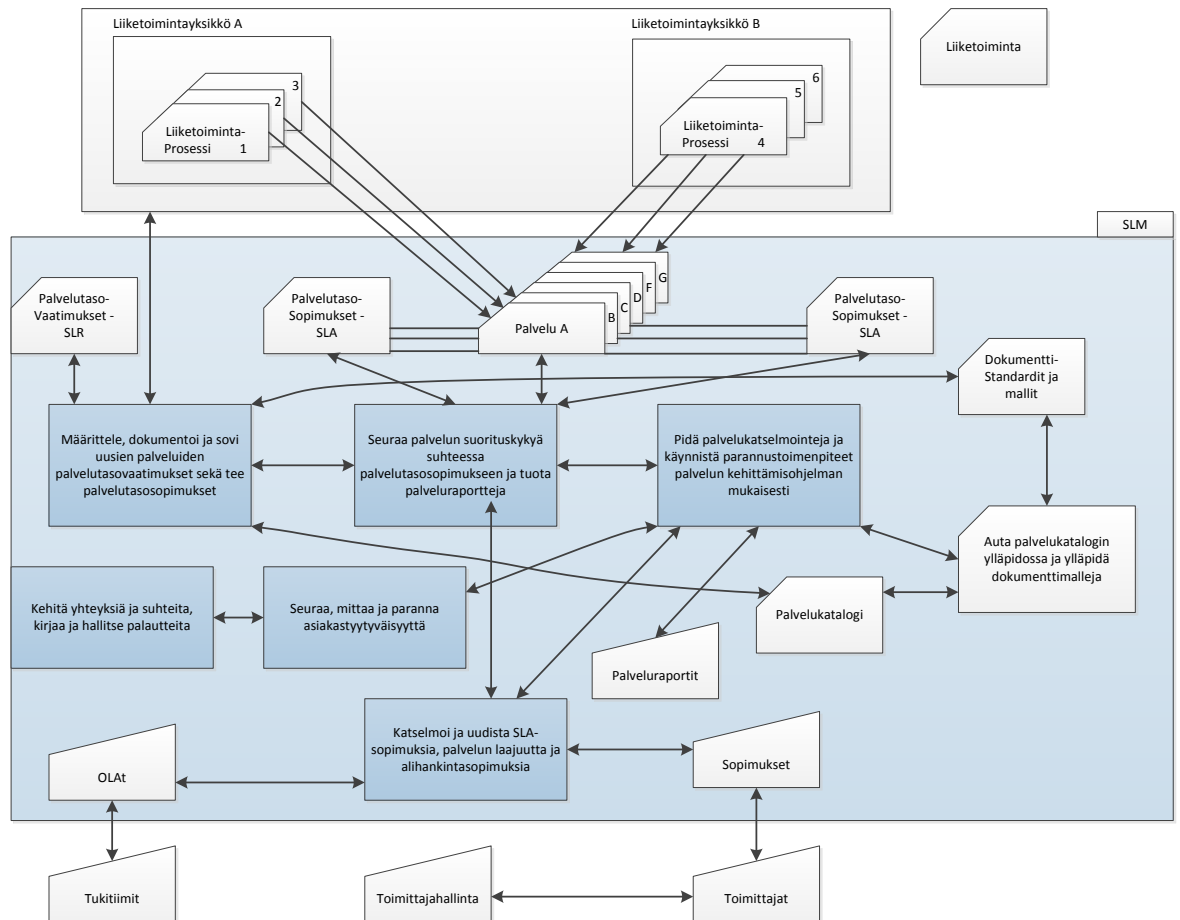 Liiketoimintayksikkö A
Liiketoimintayksikkö B
Liiketoiminta
3
2
Liiketoiminta-
Prosessi 1
6
5
Liiketoiminta-
Prosessi 4
SLM
Palvelutaso-
Vaatimukset -
SLR
Palvelutaso-
Sopimukset -
SLA
G
F
D
C
B
Palvelu A
Palvelutaso-
Sopimukset -
SLA
Dokumentti-
Standardit ja
mallit
Määrittele, dokumentoi ja sovi
uusien palveluiden
palvelutasovaatimukset sekä tee
palvelutasosopimukset
Seuraa palvelun suorituskykyä
suhteessa
palvelutasosopimukseen ja tuota
palveluraportteja
Pidä palvelukatselmointeja ja
käynnistä parannustoimenpiteet
palvelun kehittämisohjelman
mukaisesti
Auta palvelukatalogin
ylläpidossa ja ylläpidä
dokumenttimalleja
Kehitä yhteyksiä ja suhteita,
kirjaa ja hallitse palautteita
Seuraa, mittaa ja paranna
asiakastyytyväisyyttä
Palvelukatalogi
Palveluraportit
Katselmoi ja uudista SLA-
sopimuksia, palvelun laajuutta ja
alihankintasopimuksia
OLAt
Sopimukset
Tukitiimit
Toimittajahallinta
Toimittajat